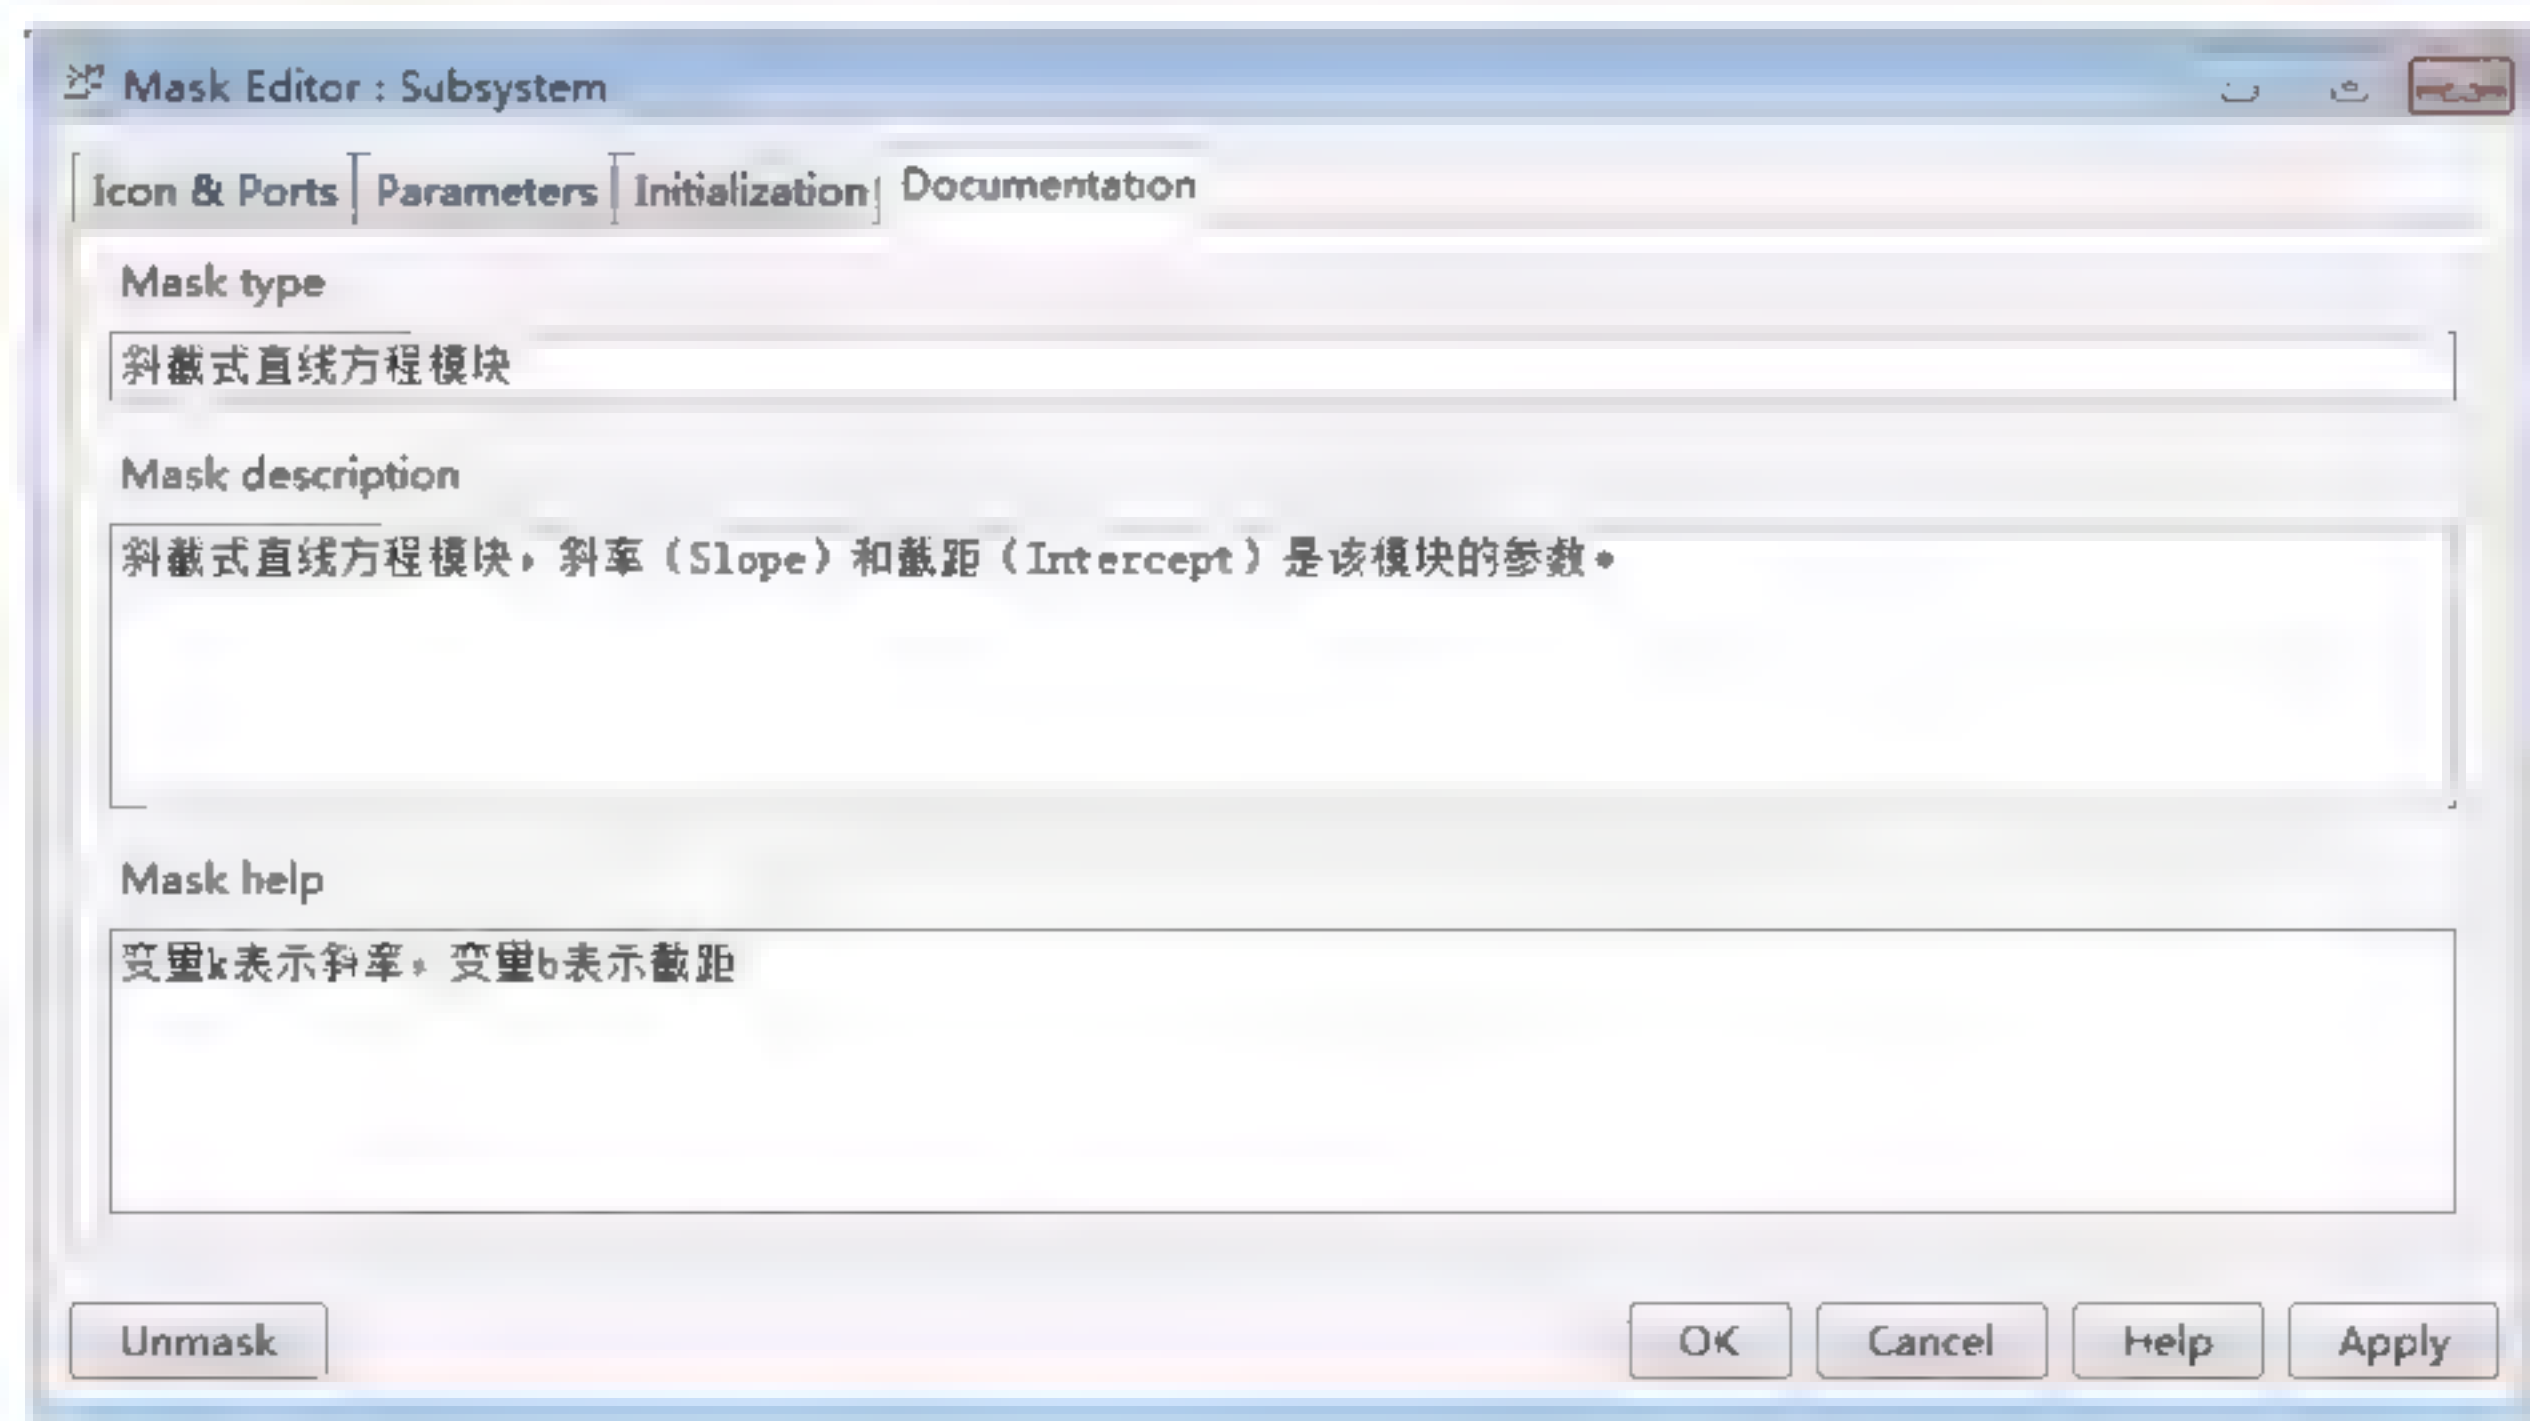 Mask Editor : Subsystem
Icon & Ports Parameters Initialization Documentation
Mask type
斜截式直线方程模块
Mask description
斜截式直线方程模块，斜率（Slope）和截距（Intercept）是该模块的参数。
Mask help
变量k表示斜率，变量b表示截距
Unmask OK Cancel Help Apply